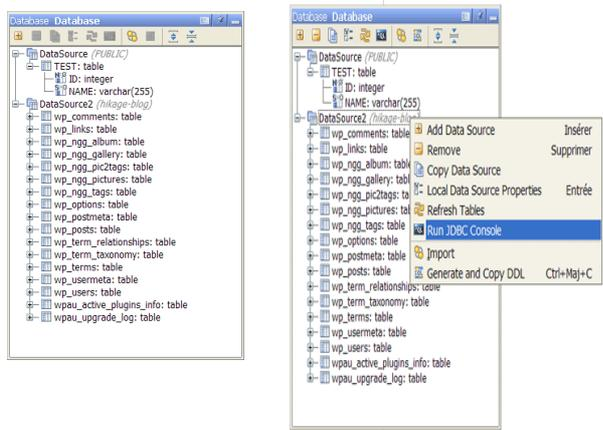 Database Database
DataSource (PUBLIC)
TEST: table
ID: integer
NAME: varchar(255)
DataSource2 (hikage-blog)
wp_comments: table
wp_links: table
wp_ngg_album: table
wp_ngg_gallery: table
wp_ngg_pic2tags: table
wp_ngg_pictures: table
wp_ngg_tags: table
wp_options: table
wp_postmeta: table
wp_posts: table
wp_term_relationships: table
wp_term_taxonomy: table
wp_terms: table
wp_usermeta: table
wp_users: table
wpau_active_plugins_info: table
wpau_upgrade_log: table
Database Database
DataSource (PUBLIC)
TEST: table
ID: integer
NAME: varchar(255)
DataSource2 (hikage-blog)
wp_comments: table
wp_links: table
wp_ngg_album: table
wp_ngg_gallery: tabl
wp_ngg_pic2tags: ta
wp_ngg_pictures: tab
wp_ngg_tags: table
wp_options: table
wp_postmeta: table
wp_posts: table
wp_term_relationships: table
wp_term_taxonomy: table
wp_terms: table
wp_usermeta: table
wp_users: table
wpau_active_plugins_info: table
wpau_upgrade_log: table
Add Data Source Insérer
Remove Supprimer
Copy Data Source
Local Data Source Properties Entrée
Refresh Tables
Run JDBC Console
Import
Generate and Copy DDL Ctrl+Maj+C